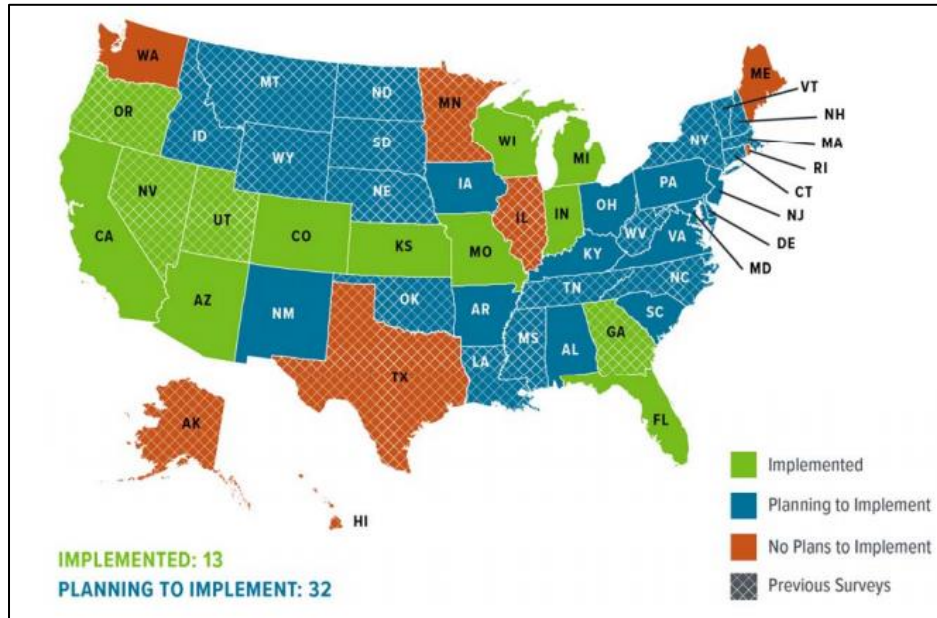 WA
MT
ND
MN
ME
VT
OR
NH
ID
SD
WI
NY
MA
WY
MI
RI
NE
IA
PA
CT
NV
IL
IN
OH
NJ
UT
WV
VA
DE
CA
CO
KS
MO
KY
MD
NC
TN
AZ
OK
AR
SC
NM
MS
AL
GA
LA
TX
FL
AK
HI
Implemented
Planning to Implement
No Plans to Implement
Previous Surveys
IMPLEMENTED: 13
PLANNING TO IMPLEMENT: 32